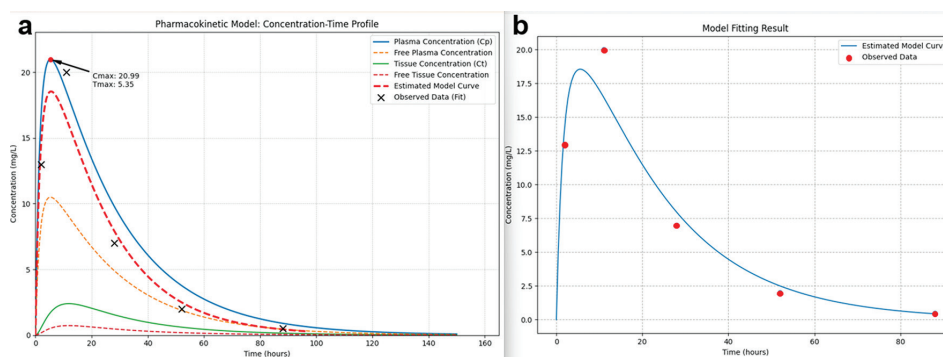 a
Pharmacokinetic Model: Concentration-Time Profile
Plasma Concentration (Cp)
Free Plasma Concentration
Tissue Concentration (Ct)
Free Tissue Concentration
Estimated Model Curve
Observed Data (Fit)
Cmax: 20.99
Tmax: 5.35
Concentration (mg/L)
20
15
10
5
0
0 20 40 60 80 100 120 140 160
Time (hours)
b
Model Fitting Result
Estimated Model Curve
Observed Data
Concentration (mg/L)
20.0
17.5
15.0
12.5
10.0
7.5
5.0
2.5
0.0
0 20 40 60 80
Time (hours)